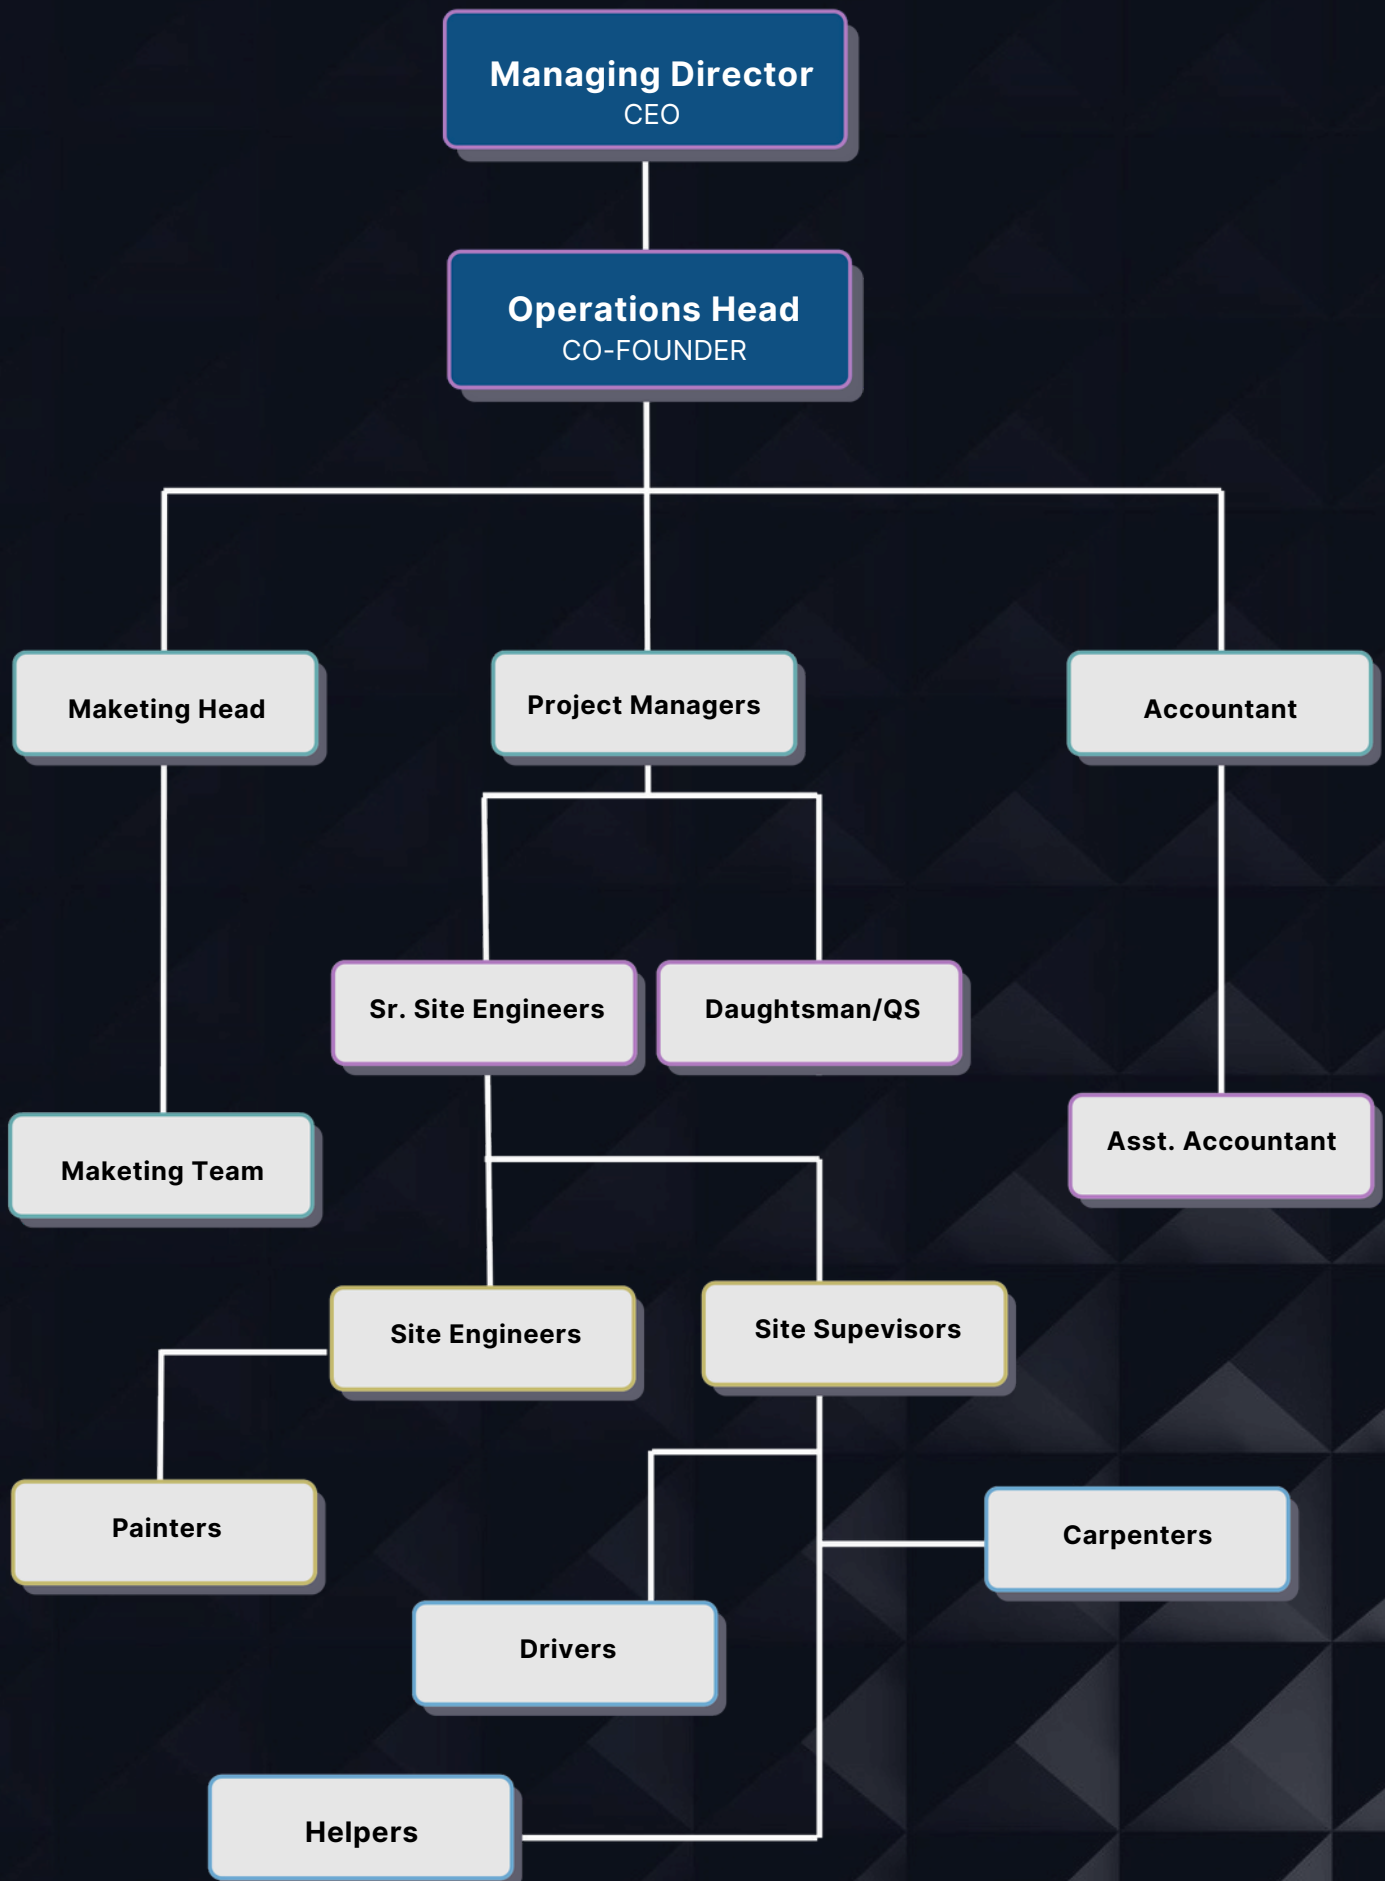 Managing Director
CEO
Operations Head
CO-FOUNDER
Maketing Head
Project Managers
Accountant
Sr. Site Engineers
Daughtsman/QS
Maketing Team
Asst. Accountant
Site Engineers
Site Supevisors
Painters
Carpenters
Drivers
Helpers